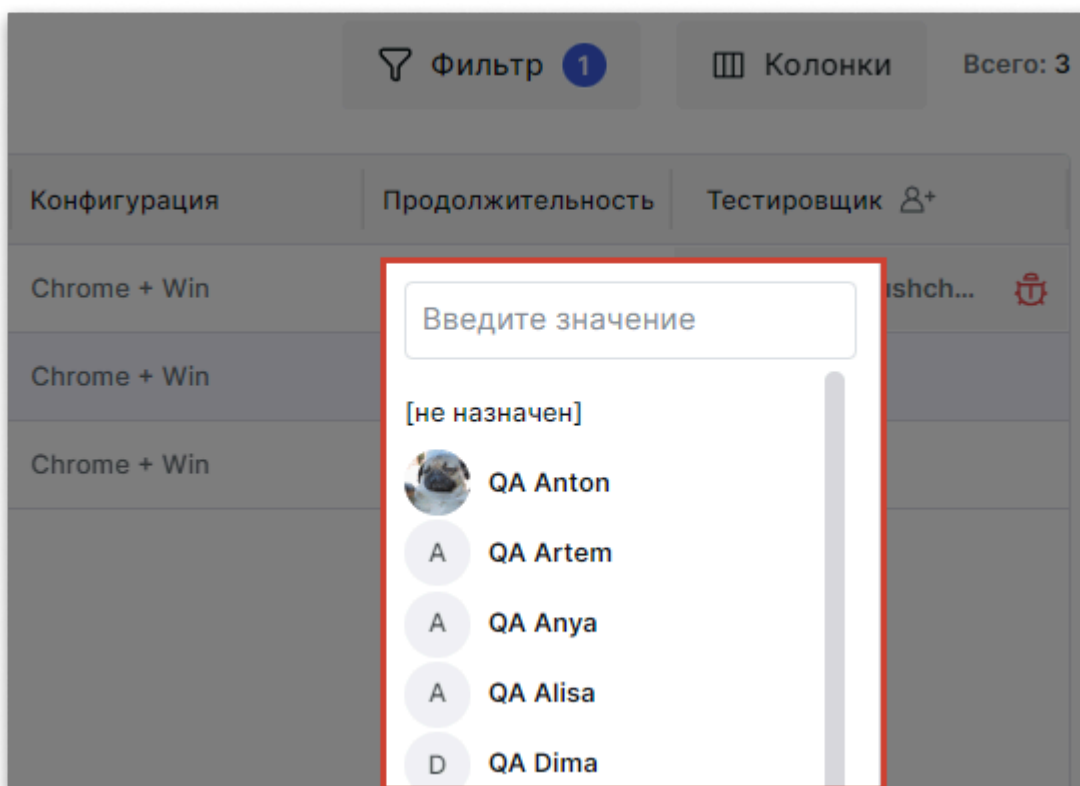 Фильтр 1 Колонки Всего: 3
Конфигурация Продолжительность Тестировщик
Chrome + Win ishch...
Введите значение
Chrome + Win
[не назначен]
Chrome + Win
QA Anton
A QA Artem
A QA Anya
A QA Alisa
D QA Dima